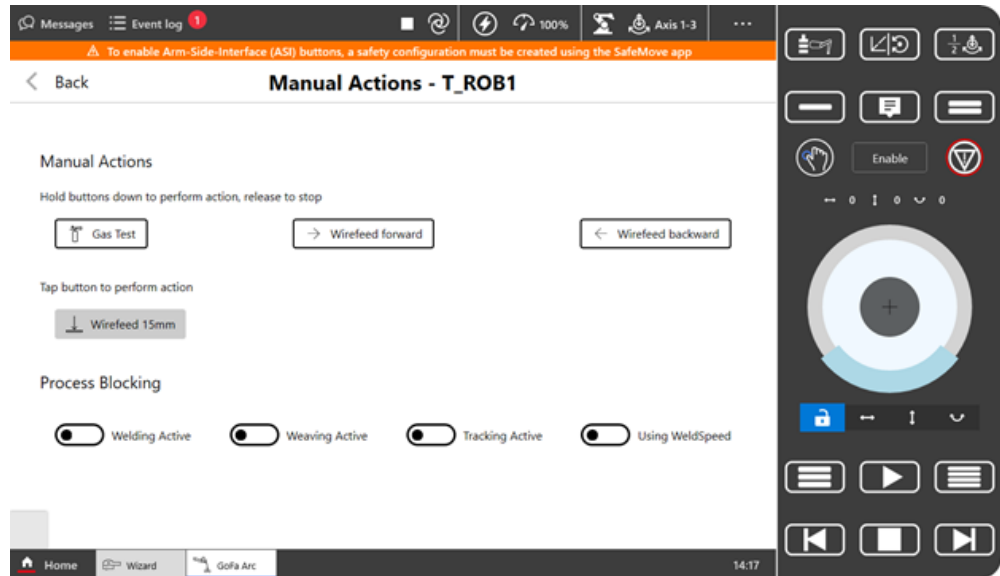 Messages Event log 1 100% Axis 1-3 ...
To enable Arm-Side-Interface (ASI) buttons, a safety configuration must be created using the SafeMove app
Back Manual Actions - T_ROB1
Manual Actions
Hold buttons down to perform action, release to stop
Gas Test Wirefeed forward Wirefeed backward
Tap button to perform action
Wirefeed 15mm
Process Blocking
Welding Active Weaving Active Tracking Active Using WeldSpeed
Home Wizard GoFa Arc 14:17
1/2
Enable
0 0 0